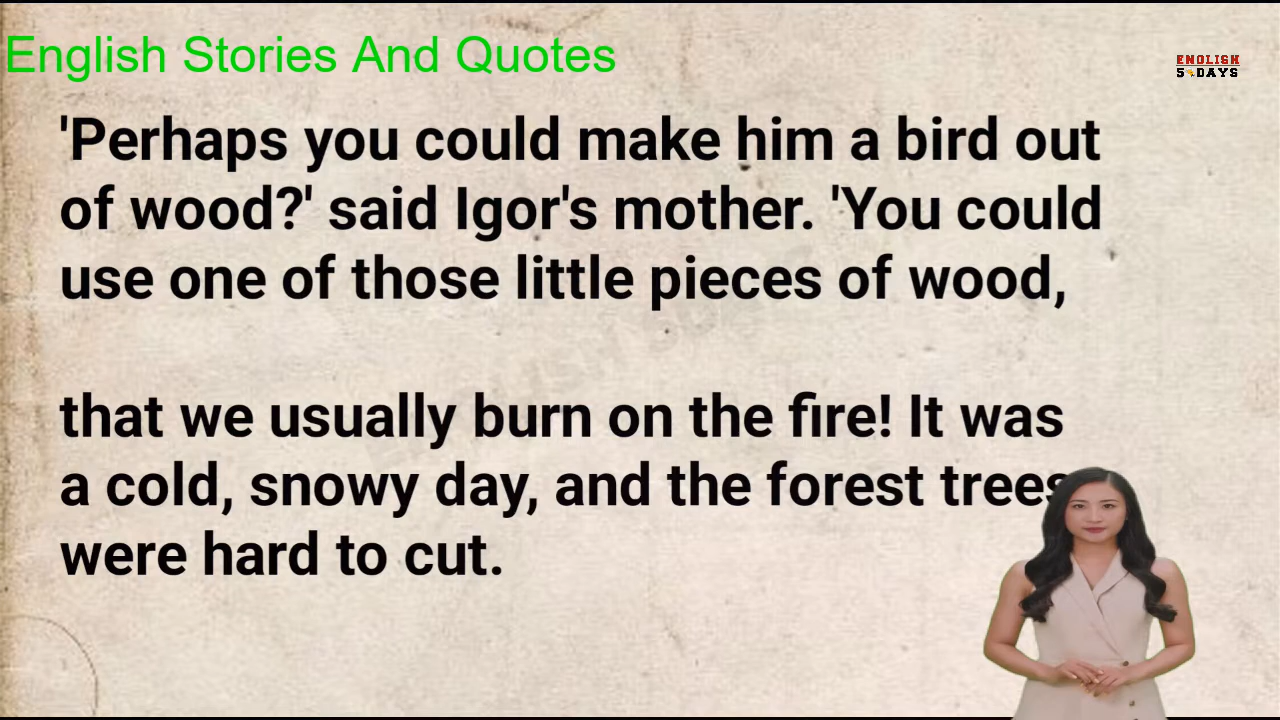 English Stories And Quotes
ENGLISH
5 DAYS
'Perhaps you could make him a bird out
of wood?' said Igor's mother. 'You could
use one of those little pieces of wood,
that we usually burn on the fire! It was
a cold, snowy day, and the forest trees
were hard to cut.